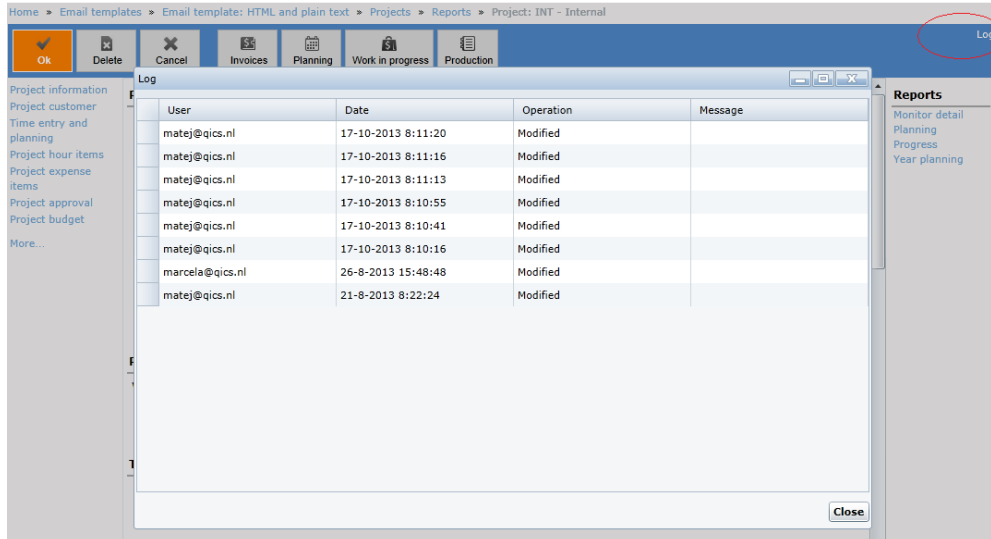 Home » Email templates » Email template: HTML and plain text » Projects » Reports » Project: INT - Internal
Log
Ok
Delete
Cancel
Invoices
Planning
Work in progress
Production
Project information
Project customer
Time entry and
planning
Project hour items
Project expense
items
Project approval
Project budget
More...
Log
User Date Operation Message
matej@qics.nl 17-10-2013 8:11:20 Modified
matej@qics.nl 17-10-2013 8:11:16 Modified
matej@qics.nl 17-10-2013 8:11:13 Modified
matej@qics.nl 17-10-2013 8:10:55 Modified
matej@qics.nl 17-10-2013 8:10:41 Modified
matej@qics.nl 17-10-2013 8:10:16 Modified
marcela@qics.nl 26-8-2013 15:48:48 Modified
matej@qics.nl 21-8-2013 8:22:24 Modified
Close
Reports
Monitor detail
Planning
Progress
Year planning